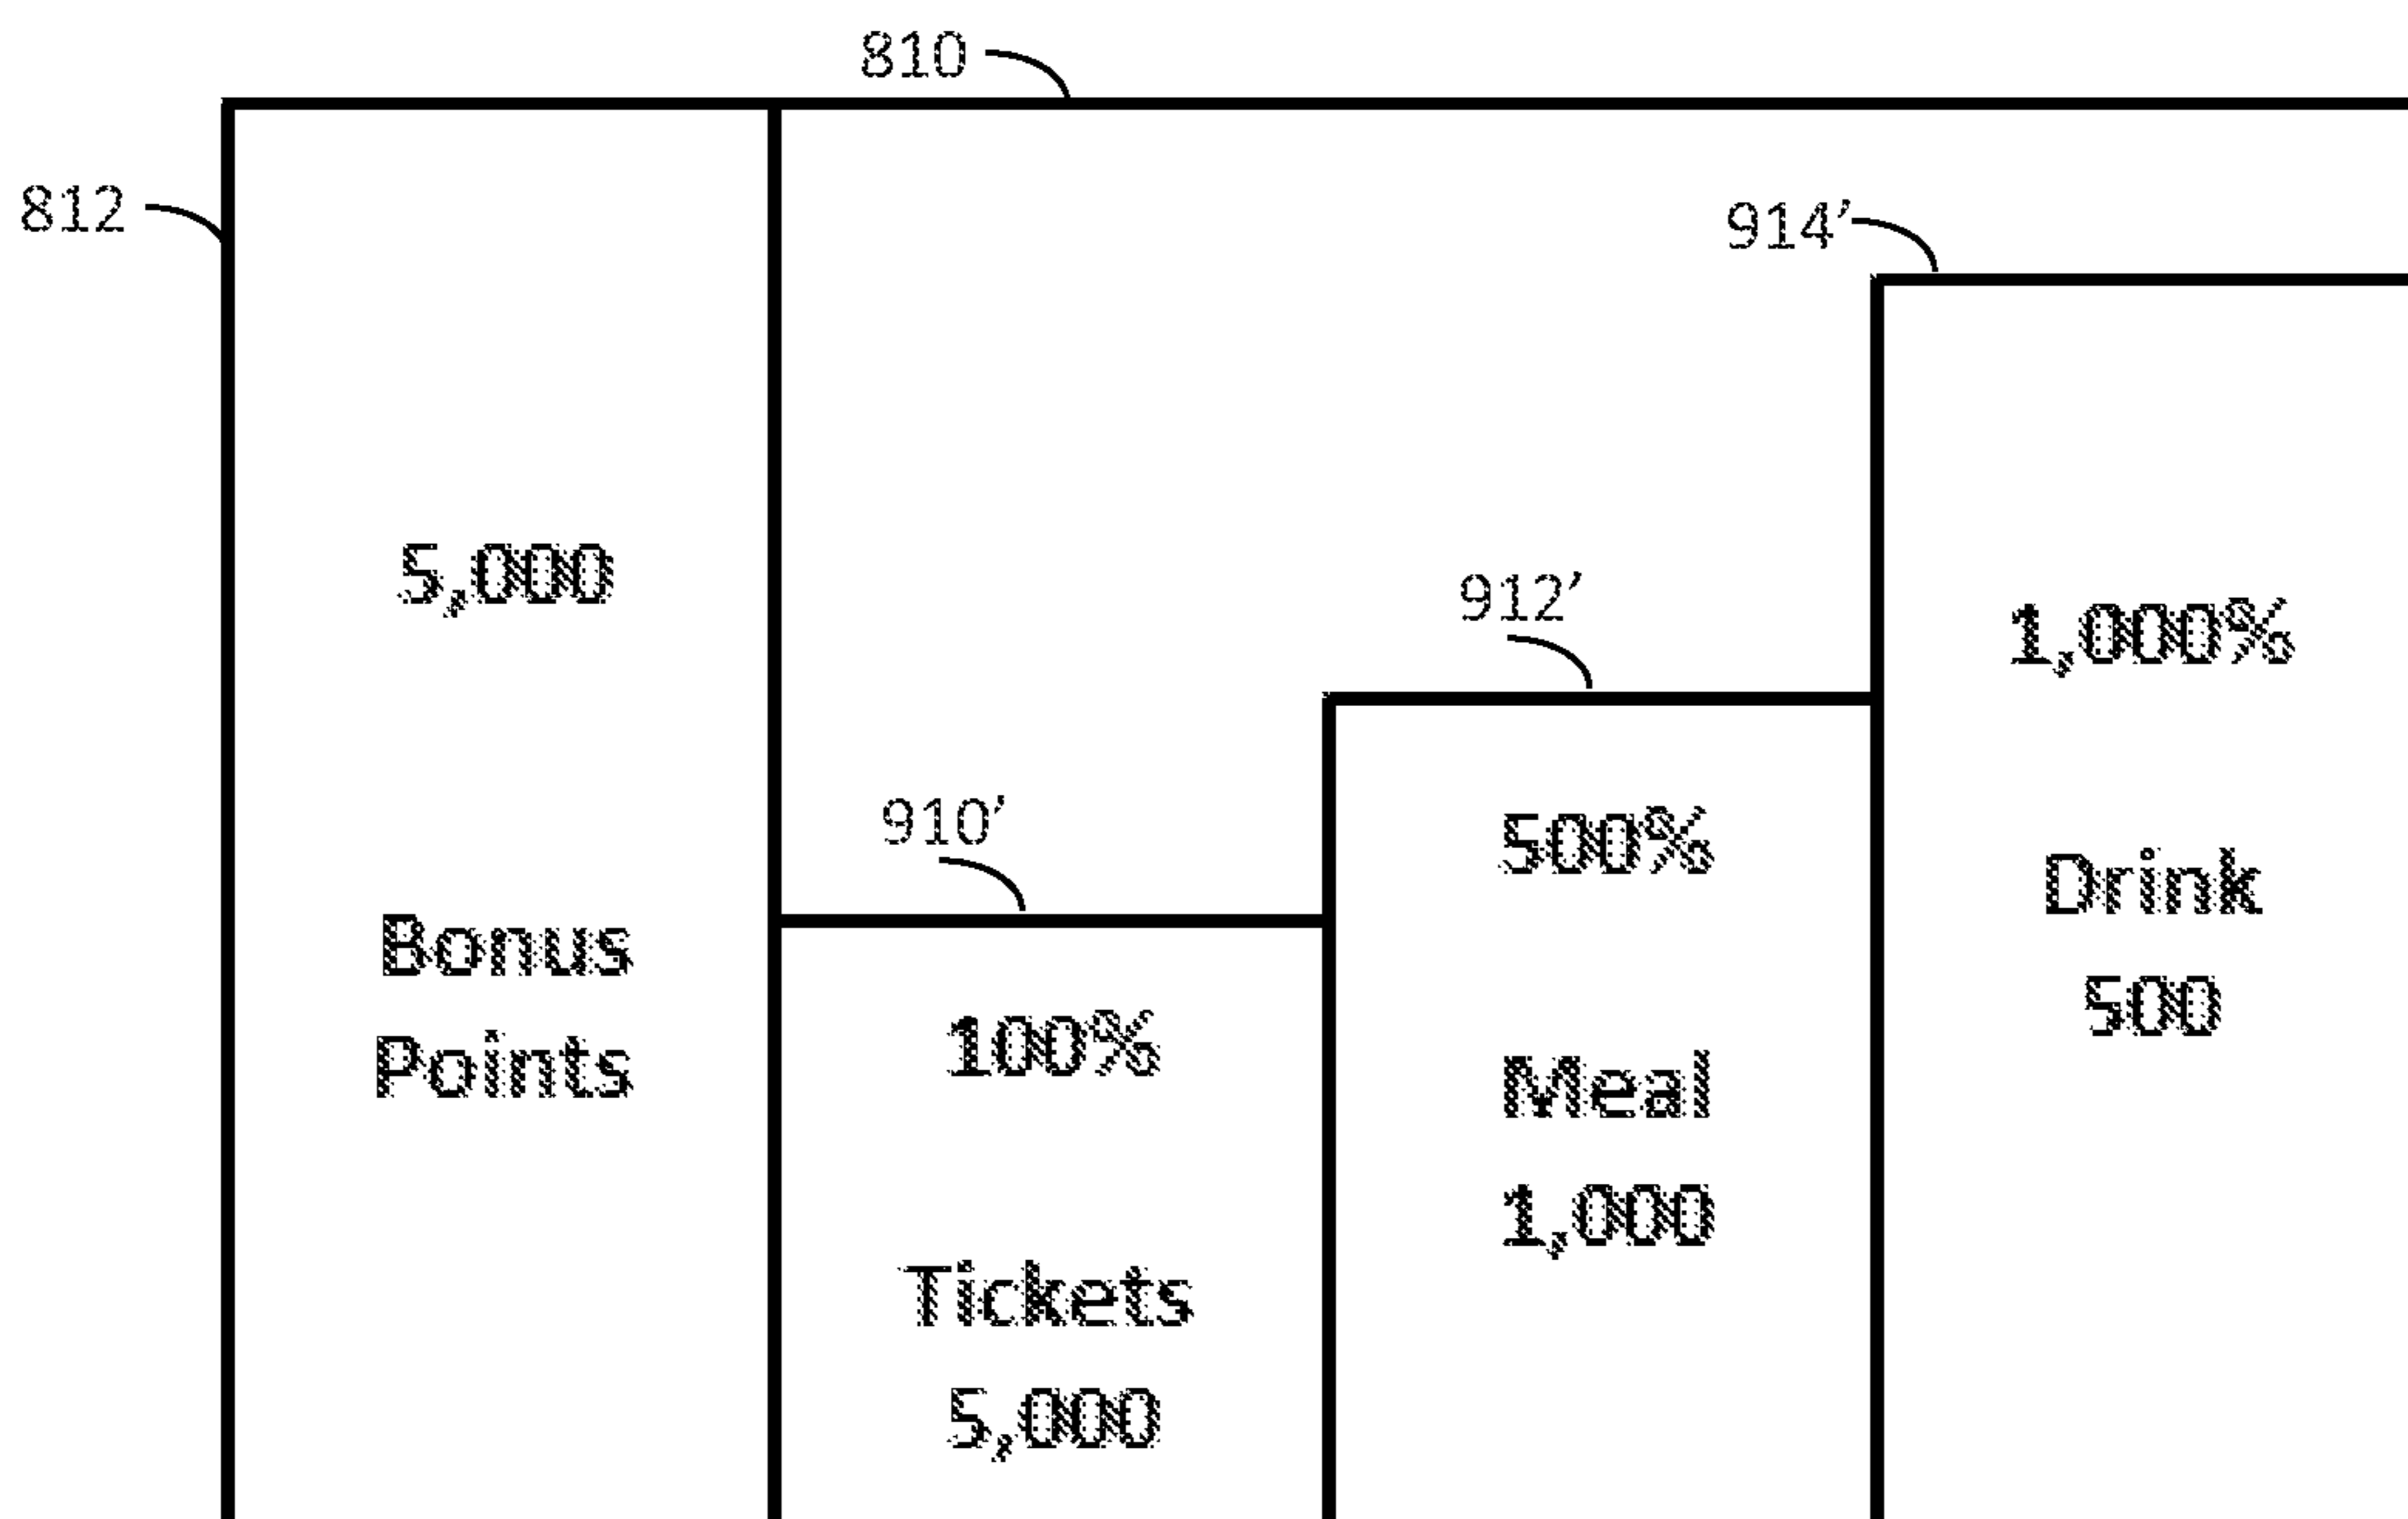 810
812
914’
5,000
912’
1,000%
910’
500%
Drink
500
Bonus
Points
100%
Meal
1,000
Tickets
5,000